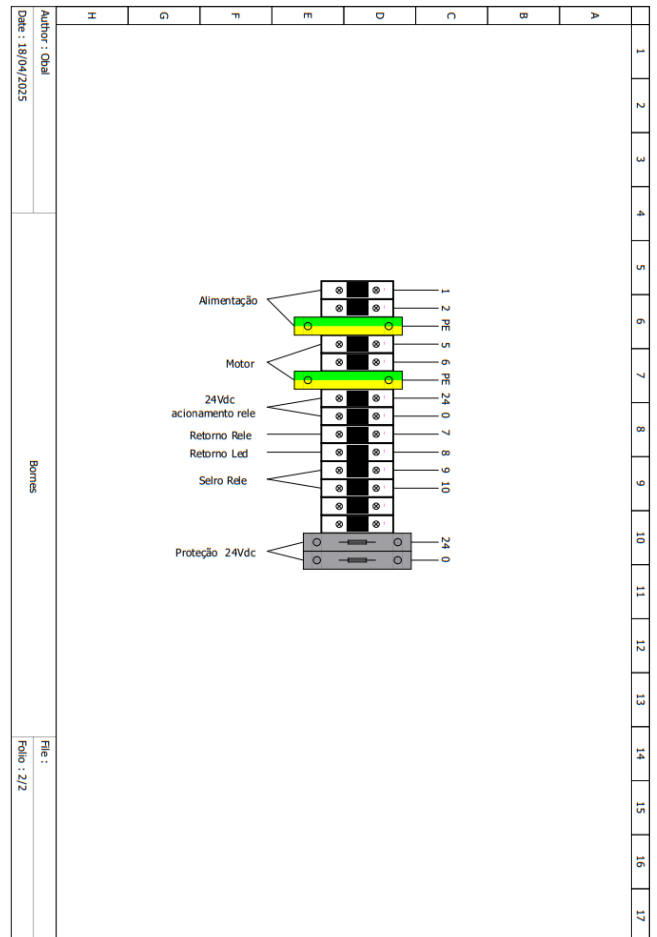 A
B
C
D
E
F
G
H
1
2
3
4
5
6
7
8
9
10
11
12
13
14
15
16
17
1
2
PE
5
6
PE
24
0
7
8
9
10
24
0
Alimentação
Motor
24Vdc
acionamento rele
Retorno Rele
Retorno Led
Selro Rele
Proteção 24Vdc
Author : Obal
Date : 18/04/2025
Bornes
File :
Folio : 2/2